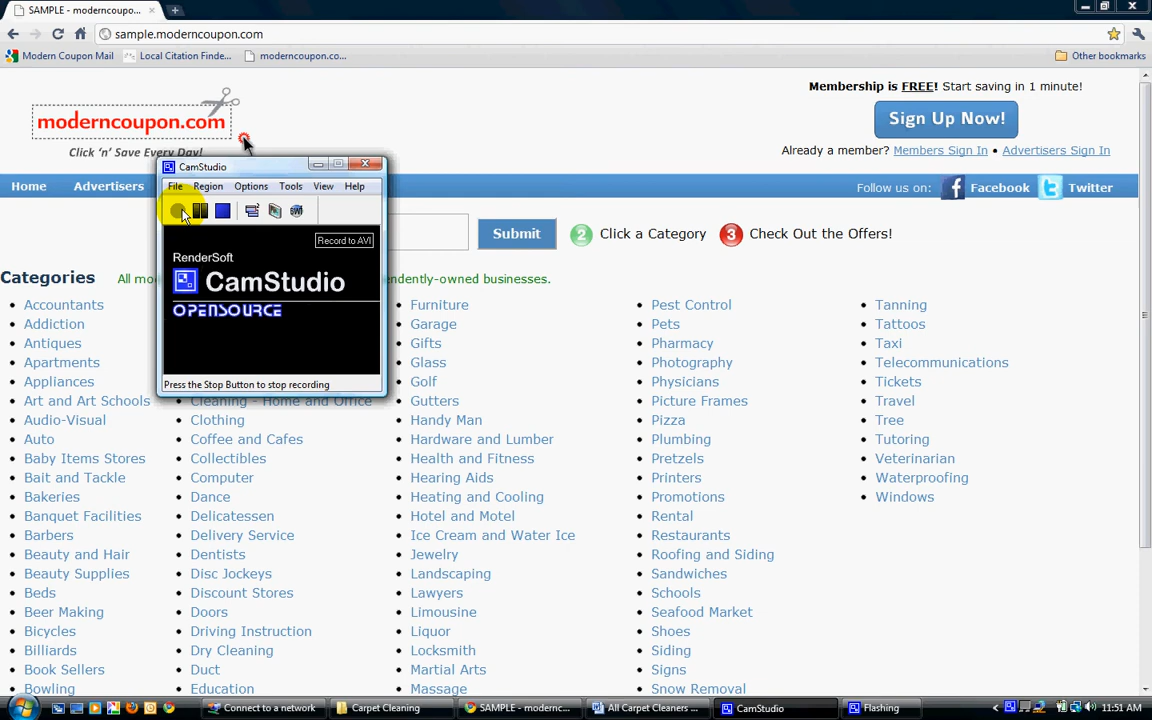 SAMPLE - moderncoupo...
sample.moderncoupon.com
Modern Coupon Mail
Local Citation Finde...
moderncoupon.co...
Other bookmarks
Membership is FREE! Start saving in 1 minute!
moderncoupon.com
Sign Up Now!
Click 'n' Save Every Day!
Already a member? Members Sign In • Advertisers Sign In
CamStudio
File Region Options Tools View Help
Record to AVI
RenderSoft
CamStudio
OPENSOURCE
Press the Stop Button to stop recording
Home
Advertisers
Follow us on: Facebook Twitter
Submit
2 Click a Category
3 Check Out the Offers!
Categories
All
endently-owned businesses.
Accountants
Addiction
Antiques
Apartments
Appliances
Art and Art Schools
Audio-Visual
Auto
Baby Items Stores
Bait and Tackle
Bakeries
Banquet Facilities
Barbers
Beauty and Hair
Beauty Supplies
Beds
Beer Making
Bicycles
Billiards
Book Sellers
Bowling
Cleaning - Home and Office
Clothing
Coffee and Cafes
Collectibles
Computer
Dance
Delicatessen
Delivery Service
Dentists
Disc Jockeys
Discount Stores
Doors
Driving Instruction
Dry Cleaning
Duct
Education
Furniture
Garage
Gifts
Glass
Golf
Gutters
Handy Man
Hardware and Lumber
Health and Fitness
Hearing Aids
Heating and Cooling
Hotel and Motel
Ice Cream and Water Ice
Jewelry
Landscaping
Lawyers
Limousine
Liquor
Locksmith
Martial Arts
Massage
Pest Control
Pets
Pharmacy
Photography
Physicians
Picture Frames
Pizza
Plumbing
Pretzels
Printers
Promotions
Rental
Restaurants
Roofing and Siding
Sandwiches
Schools
Seafood Market
Shoes
Siding
Signs
Snow Removal
Tanning
Tattoos
Taxi
Telecommunications
Tickets
Travel
Tree
Tutoring
Veterinarian
Waterproofing
Windows
Connect to a network
Carpet Cleaning
SAMPLE - modernc...
All Carpet Cleaners ...
CamStudio
Flashing
11:51 AM